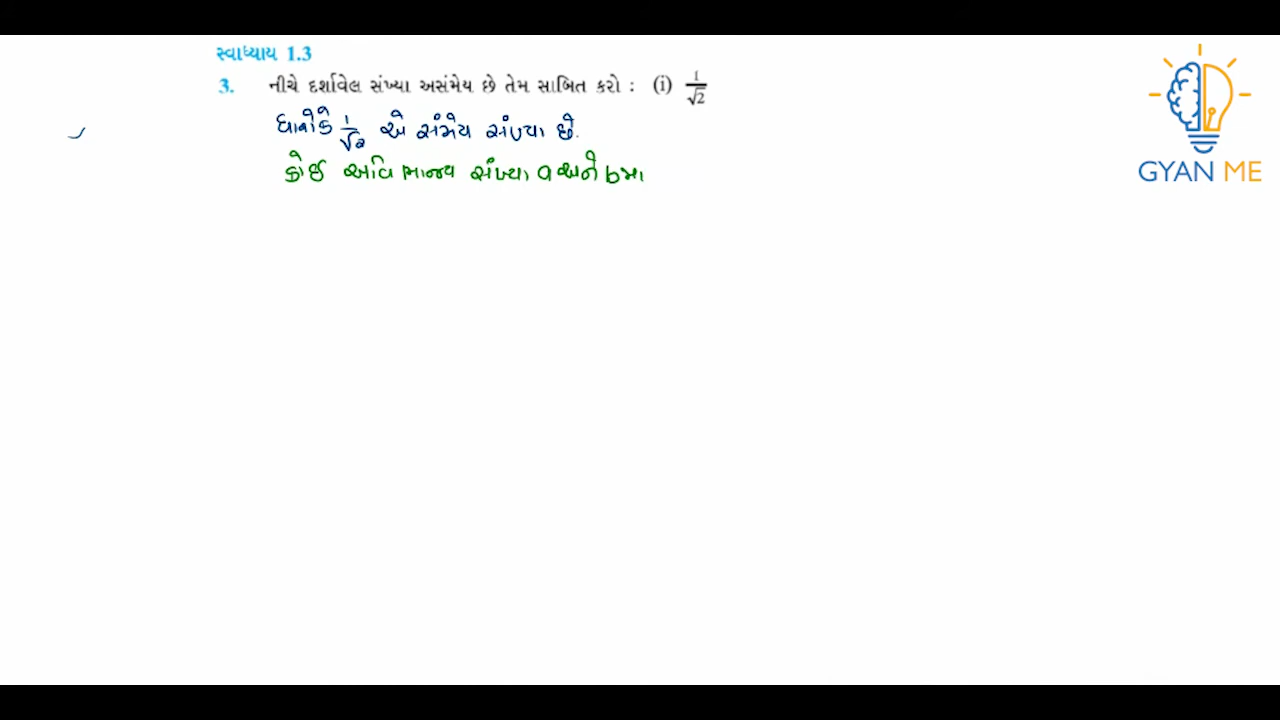 સ્વાધ્યાય 1.3
3. નીચે દર્શાવેલ સંખ્યા અસંમેય છે તેમ સાબિત કરો : (i) 1/√2
ધારોકે 1/√2 એ સંમેય સંખ્યા છે.
કોઈ અવિભાજ્ય સંખ્યા a અને b મા
GYAN ME